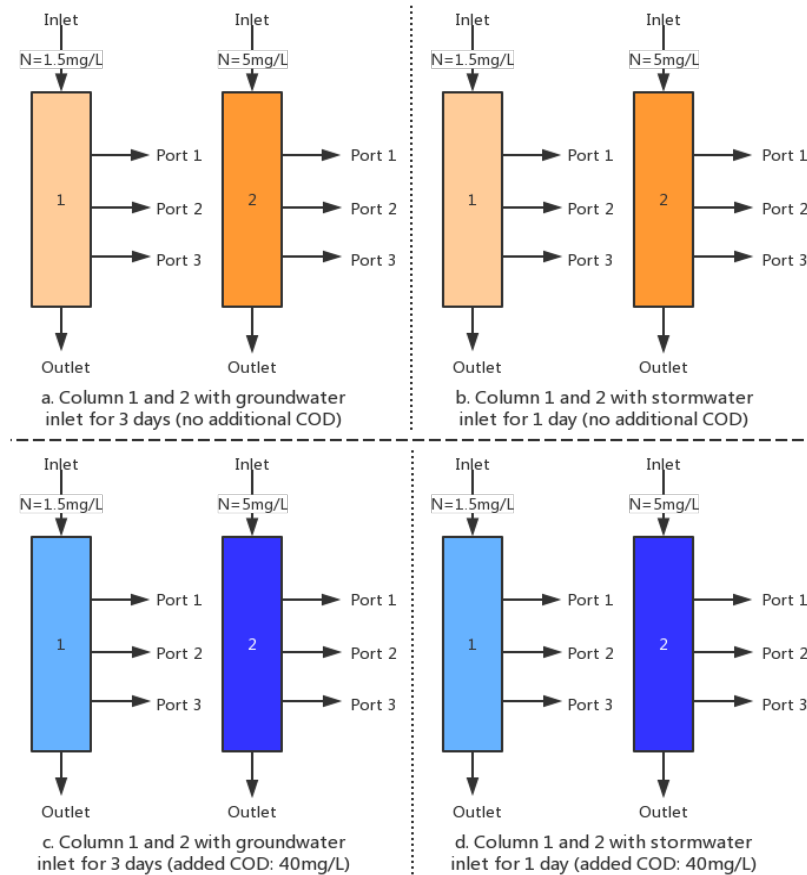 Inlet
Inlet
N=1.5mg/L
N=5mg/L
1
2
Port 1
Port 2
Port 3
Port 1
Port 2
Port 3
Outlet
Outlet
a. Column 1 and 2 with groundwater
inlet for 3 days (no additional COD)
Inlet
Inlet
N=1.5mg/L
N=5mg/L
1
2
Port 1
Port 2
Port 3
Port 1
Port 2
Port 3
Outlet
Outlet
b. Column 1 and 2 with stormwater
inlet for 1 day (no additional COD)
Inlet
Inlet
N=1.5mg/L
N=5mg/L
1
2
Port 1
Port 2
Port 3
Port 1
Port 2
Port 3
Outlet
Outlet
c. Column 1 and 2 with groundwater
inlet for 3 days (added COD: 40mg/L)
Inlet
Inlet
N=1.5mg/L
N=5mg/L
1
2
Port 1
Port 2
Port 3
Port 1
Port 2
Port 3
Outlet
Outlet
d. Column 1 and 2 with stormwater
inlet for 1 day (added COD: 40mg/L)